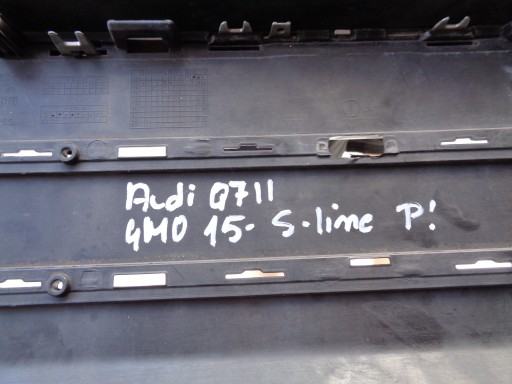 Audi Q7 II
4M0 15- S-line P!